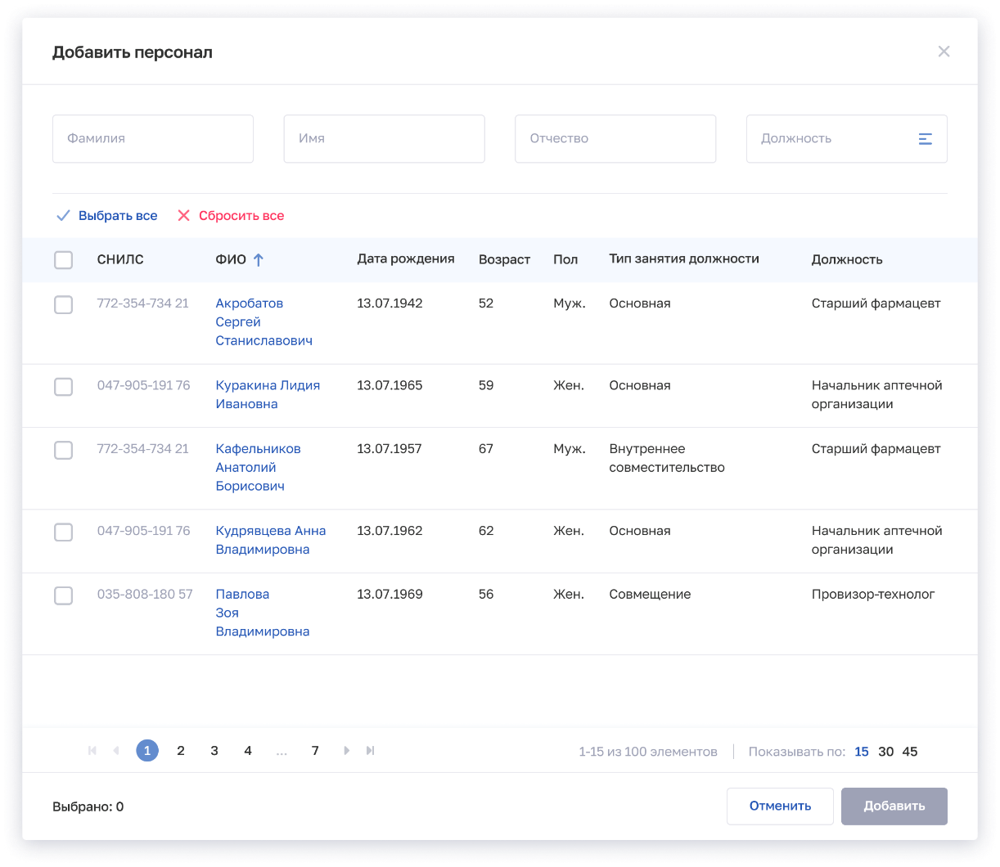 Добавить персонал
Фамилия
Имя
Отчество
Должность
Выбрать все
Сбросить все
СНИЛС ФИО Дата рождения Возраст Пол Тип занятия должности Должность
772-354-734 21 Акробатов 13.07.1942 52 Муж. Основная Старший фармацевт
Сергей
Станиславович
047-905-191 76 Куракина Лидия 13.07.1965 59 Жен. Основная Начальник аптечной
Ивановна организации
772-354-734 21 Кафельников 13.07.1957 67 Муж. Внутреннее Старший фармацевт
Анатолий совместительство
Борисович
047-905-191 76 Кудрявцева Анна 13.07.1962 62 Жен. Основная Начальник аптечной
Владимировна организации
035-808-180 57 Павлова 13.07.1969 56 Жен. Совмещение Провизор-технолог
Зоя
Владимировна
1 2 3 4 ... 7 1-15 из 100 элементов Показывать по: 15 30 45
Выбрано: 0 Отменить Добавить